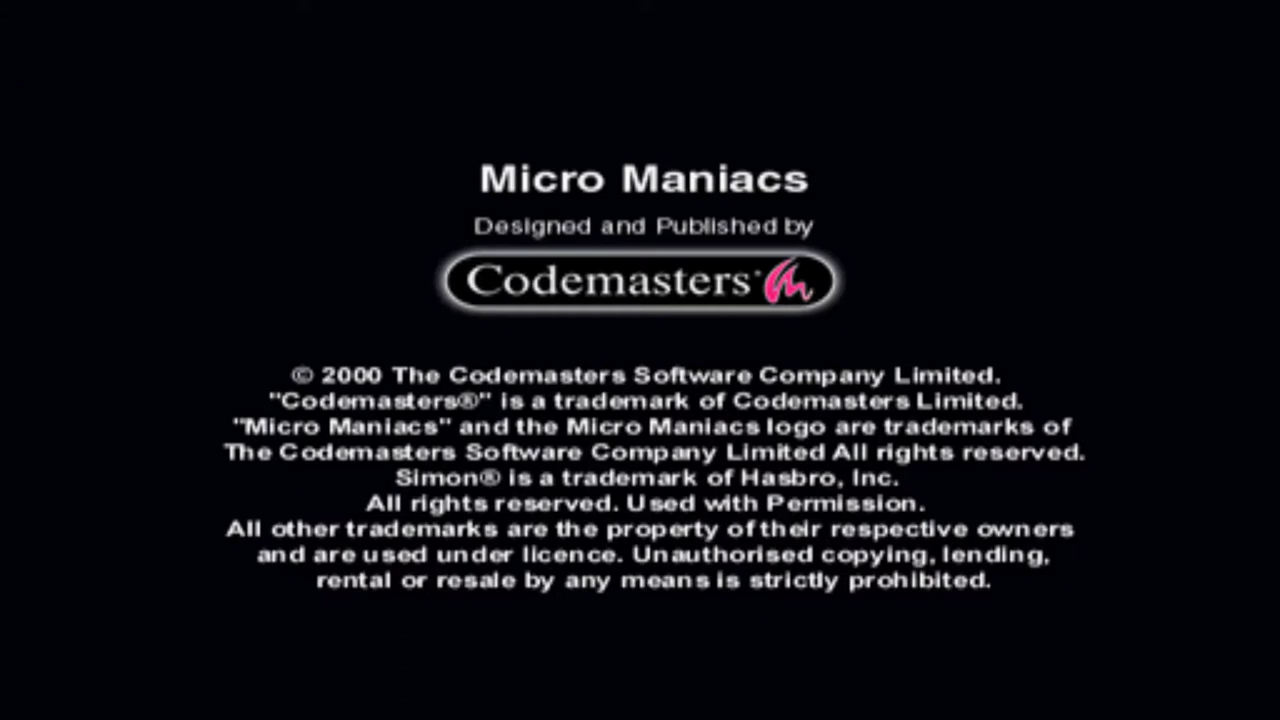 Micro Maniacs
Designed and Published by
Codemasters
© 2000 The Codemasters Software Company Limited.
"Codemasters®" is a trademark of Codemasters Limited.
"Micro Maniacs" and the Micro Maniacs logo are trademarks of
The Codemasters Software Company Limited All rights reserved.
Simon® is a trademark of Hasbro, Inc.
All rights reserved. Used with Permission.
All other trademarks are the property of their respective owners
and are used under licence. Unauthorised copying, lending,
rental or resale by any means is strictly prohibited.